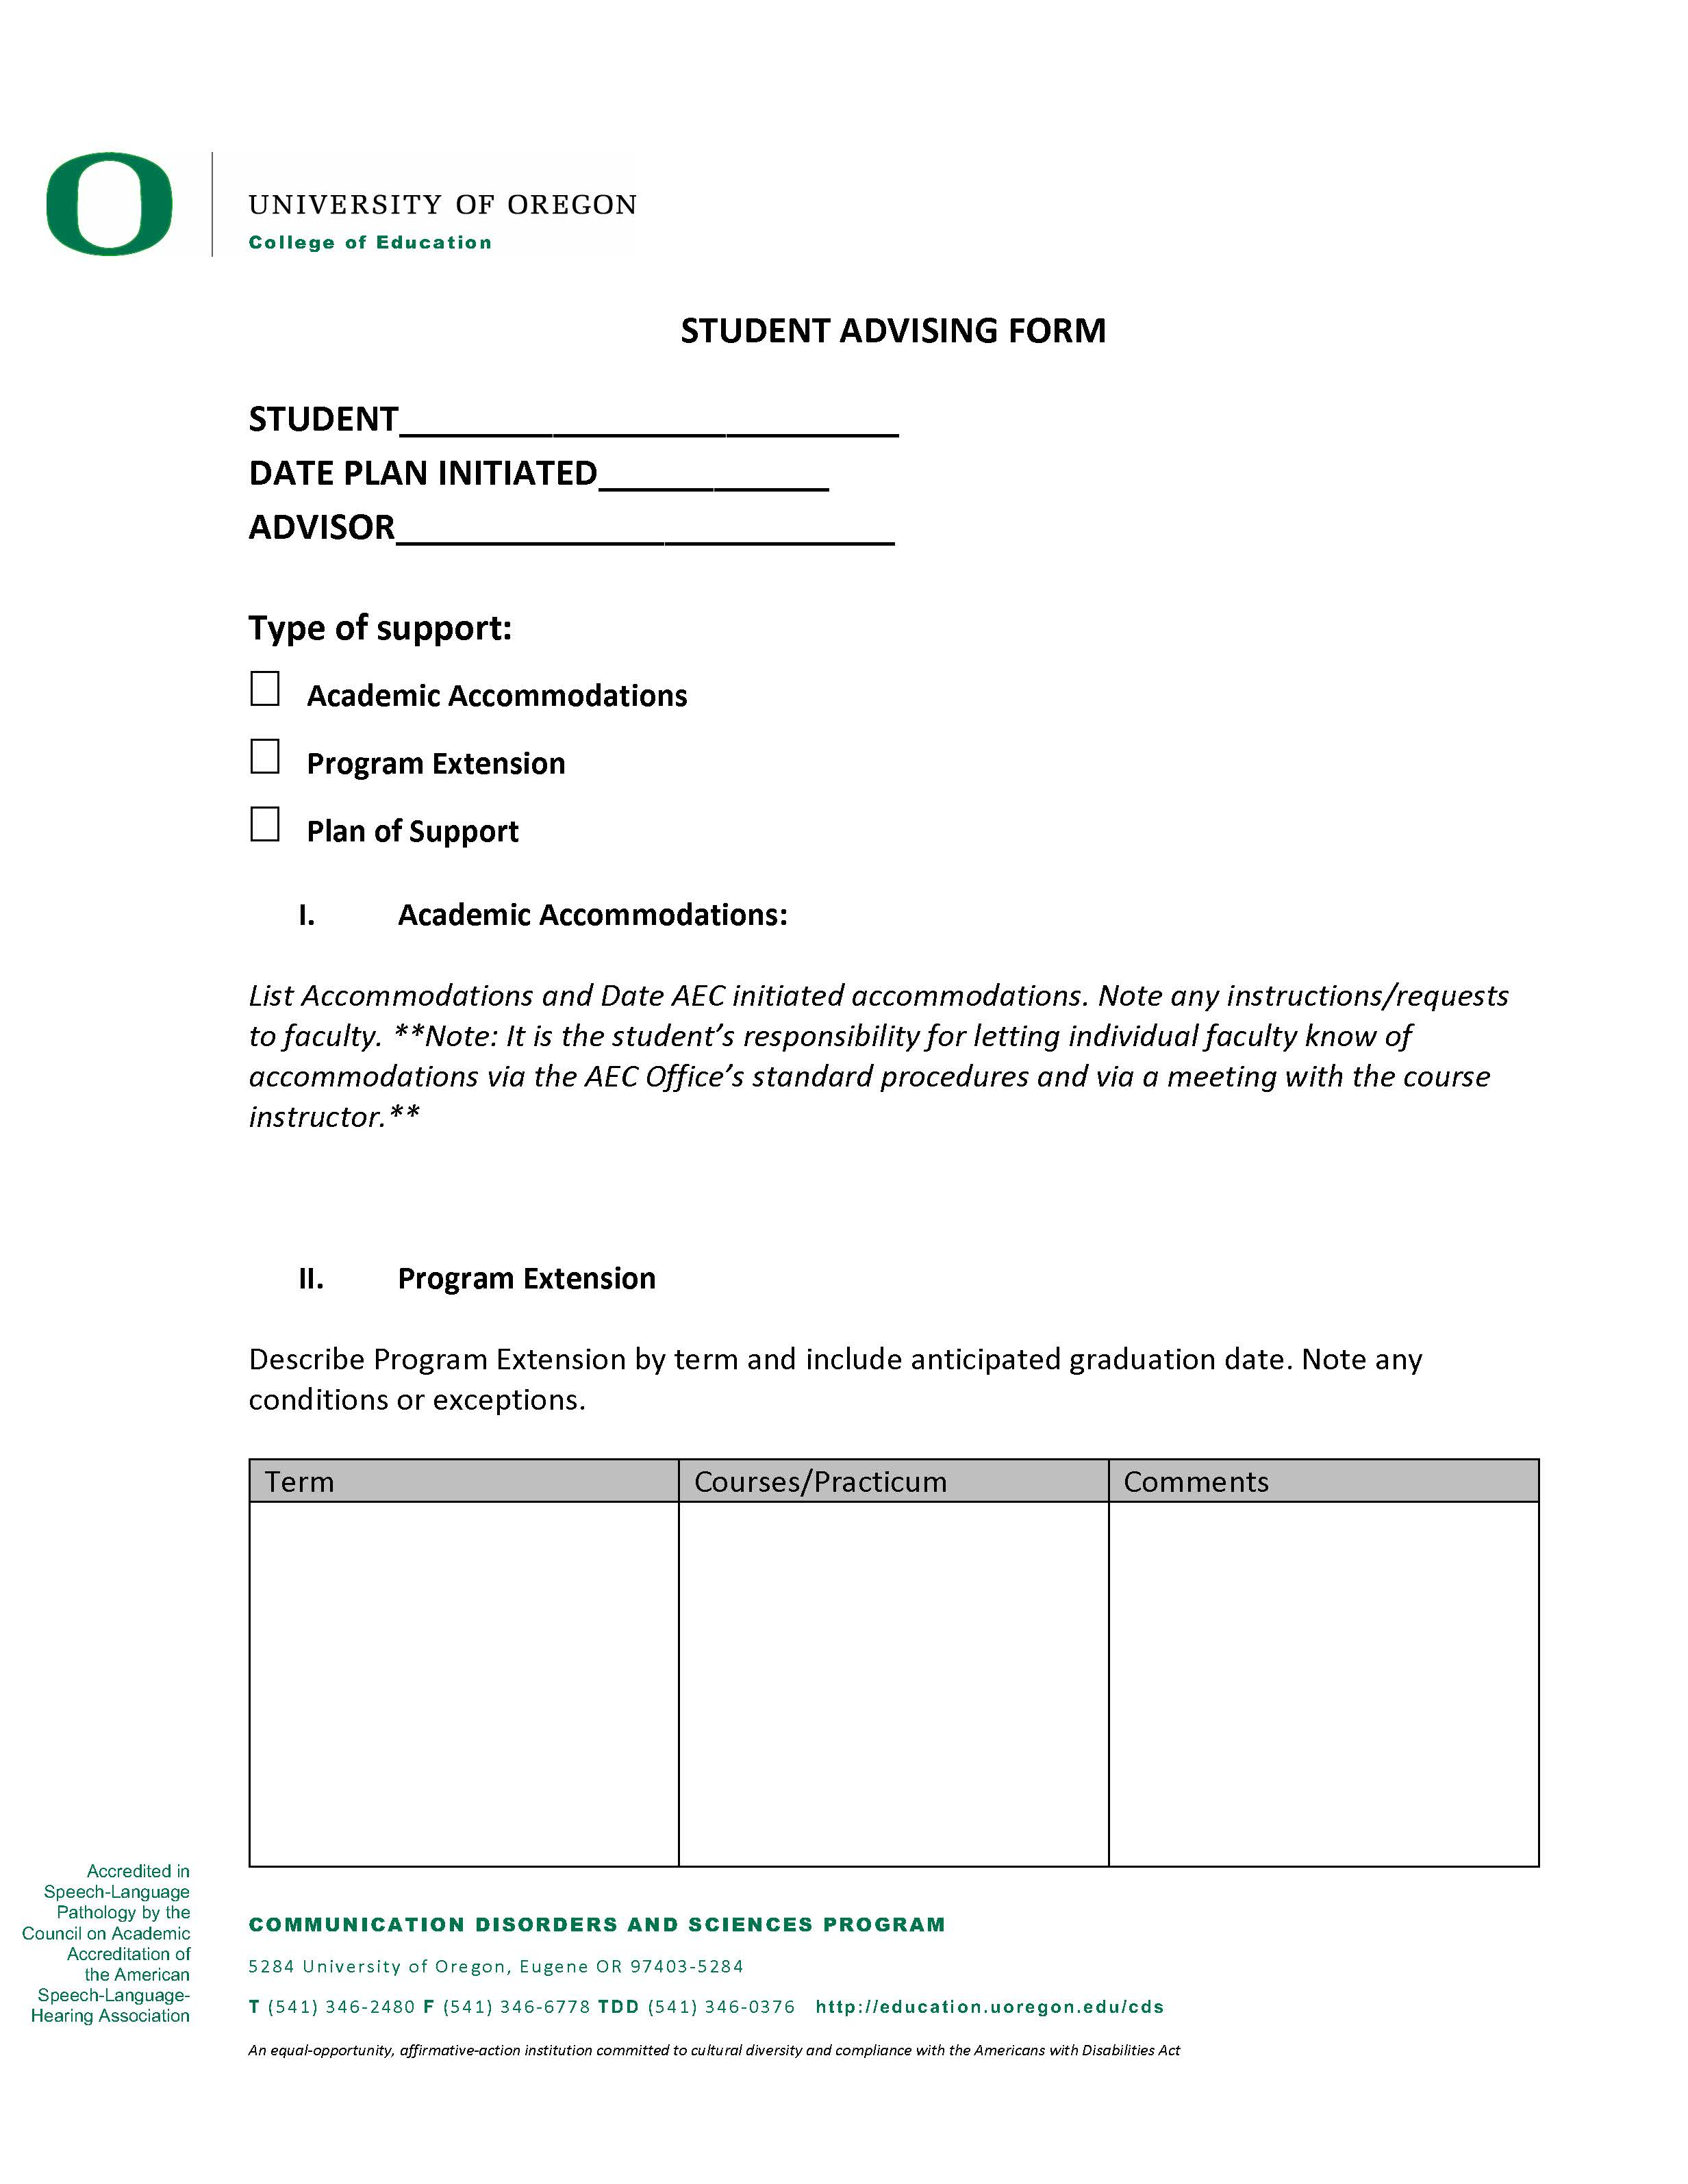 O
UNIVERSITY OF OREGON
College of Education
STUDENT ADVISING FORM
STUDENT__________________________
DATE PLAN INITIATED____________
ADVISOR__________________________
Type of support:
☐ Academic Accommodations
☐ Program Extension
☐ Plan of Support
I. Academic Accommodations:
List Accommodations and Date AEC initiated accommodations. Note any instructions/requests
to faculty. **Note: It is the student’s responsibility for letting individual faculty know of
accommodations via the AEC Office’s standard procedures and via a meeting with the course
instructor.**
II. Program Extension
Describe Program Extension by term and include anticipated graduation date. Note any
conditions or exceptions.
Term Courses/Practicum Comments
Accredited in
Speech-Language
Pathology by the
Council on Academic
Accreditation of
the American
Speech-Language-
Hearing Association
COMMUNICATION DISORDERS AND SCIENCES PROGRAM
5284 University of Oregon, Eugene OR 97403-5284
T (541) 346-2480 F (541) 346-6778 TDD (541) 346-0376 http://education.uoregon.edu/cds
An equal-opportunity, affirmative-action institution committed to cultural diversity and compliance with the Americans with Disabilities Act